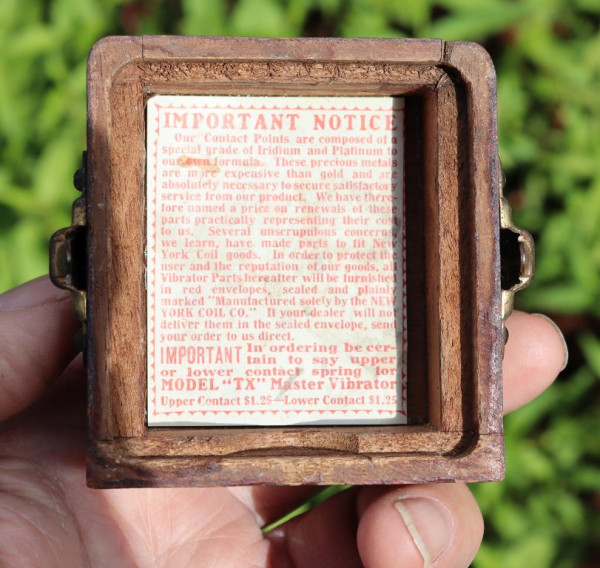 IMPORTANT NOTICE
Our Contact Points are composed of a
special grade of Iridium and Platinum to
our own formula. These precious metals
are more expensive than gold and are
absolutely necessary to secure satisfactory
service from our product. We have there-
fore named a price on renewals of these
parts practically representing their cost
to us. Several unscrupulous concerns,
we learn, have made parts to fit New
York Coil goods. In order to protect the
user and the reputation of our goods, all
Vibrator Parts hereafter will be furnished
in red envelopes, sealed and plainly
marked "Manufactured solely by the NEW
YORK COIL CO." If your dealer will not
deliver them in the sealed envelope, send
your order to us direct.
IMPORTANT In ordering be cer-
tain to say upper
or lower contact spring for
MODEL "TX" Master Vibrator
Upper Contact $1.25—Lower Contact $1.25